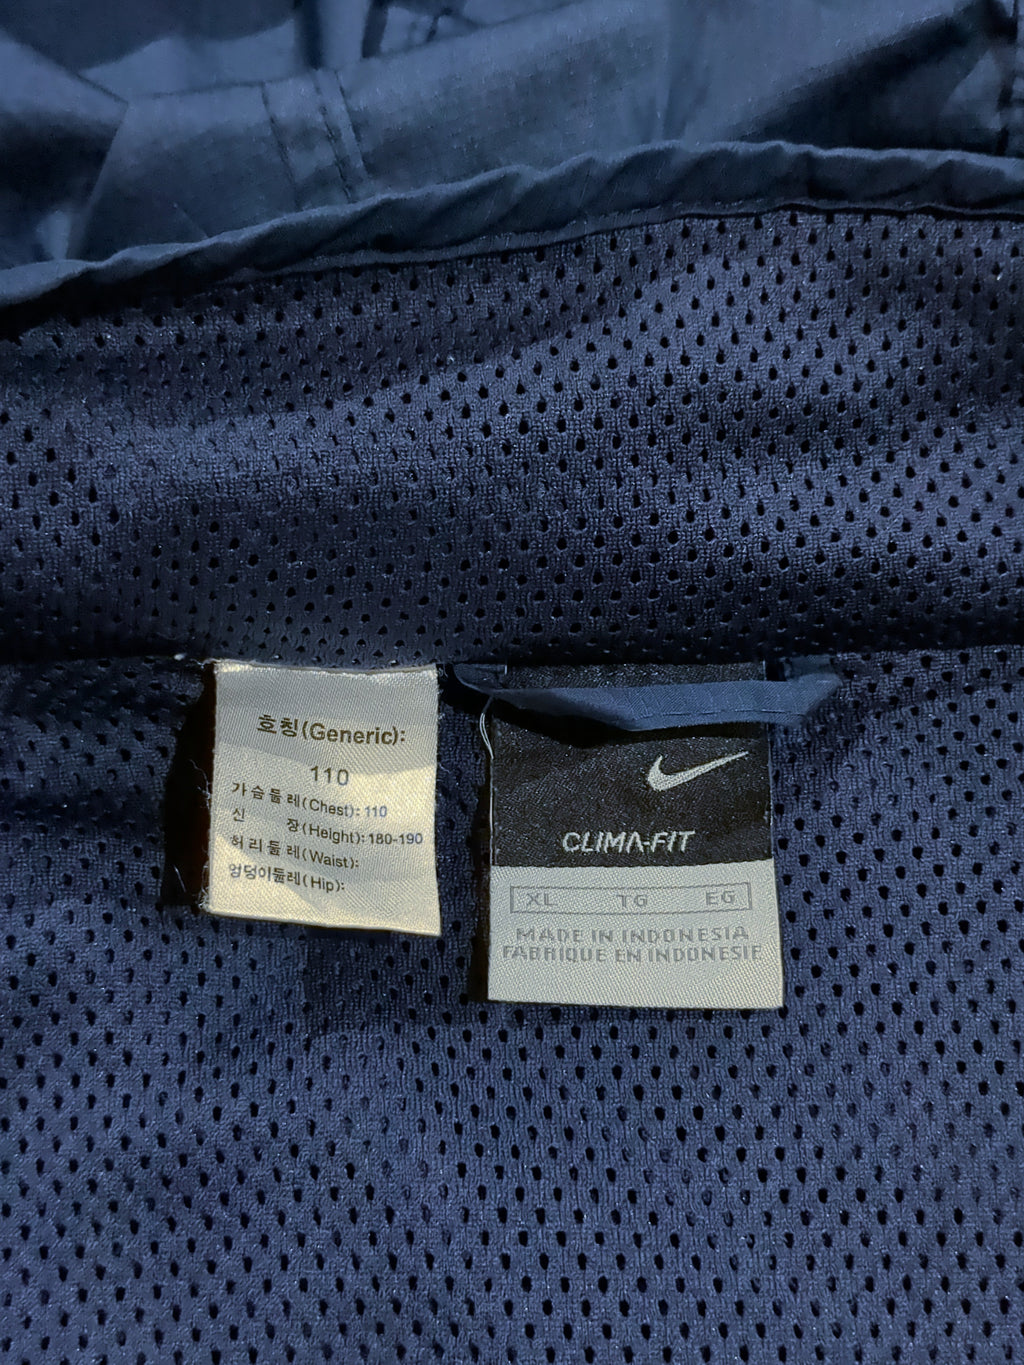 호칭(Generic):
110
가슴둘레(Chest): 110
신 장(Height):180-190
허리둘레(Waist):
엉덩이둘레(Hip):
CLIMA-FIT
XL TG EG
MADE IN INDONESIA
FABRIQUE EN INDONESIE